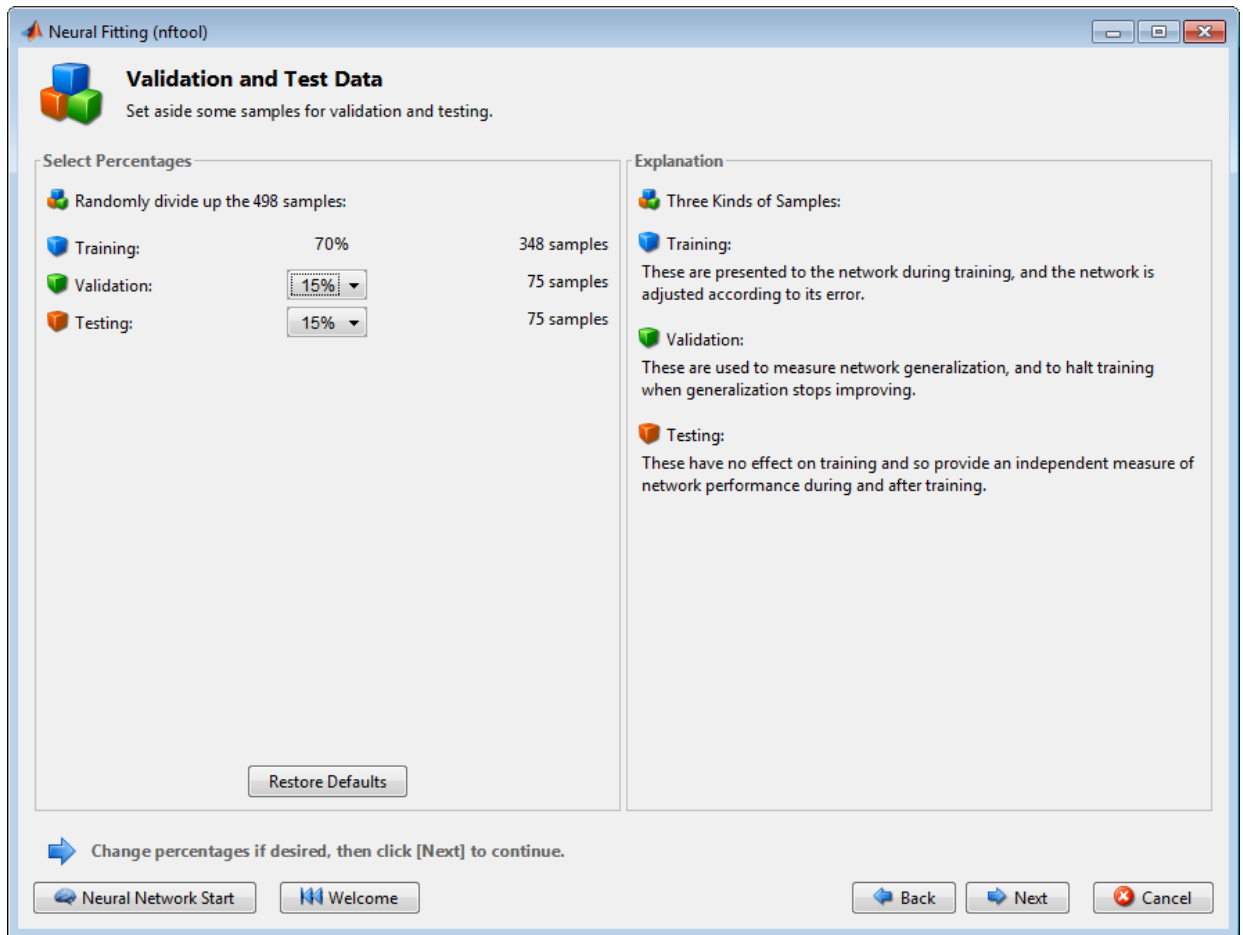 Neural Fitting (nftool)
Validation and Test Data
Set aside some samples for validation and testing.
Select Percentages
Randomly divide up the 498 samples:
Training: 70% 348 samples
Validation: 15% 75 samples
Testing: 15% 75 samples
Restore Defaults
Explanation
Three Kinds of Samples:
Training:
These are presented to the network during training, and the network is
adjusted according to its error.
Validation:
These are used to measure network generalization, and to halt training
when generalization stops improving.
Testing:
These have no effect on training and so provide an independent measure of
network performance during and after training.
Change percentages if desired, then click [Next] to continue.
Neural Network Start Welcome Back Next Cancel